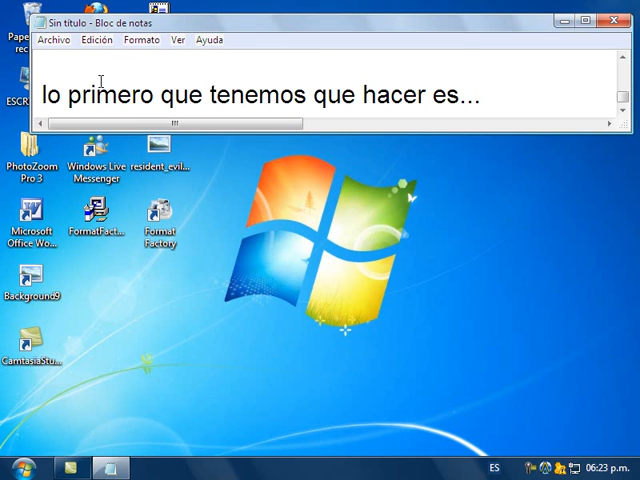 Sin título - Bloc de notas
Archivo Edición Formato Ver Ayuda
lo primero que tenemos que hacer es...
PhotoZoom
Pro 3
Windows Live
Messenger
resident_evil...
Microsoft
Office Wo...
FormatFact...
Format
Factory
Background9
CamtasiaStu...
ES
06:23 p.m.